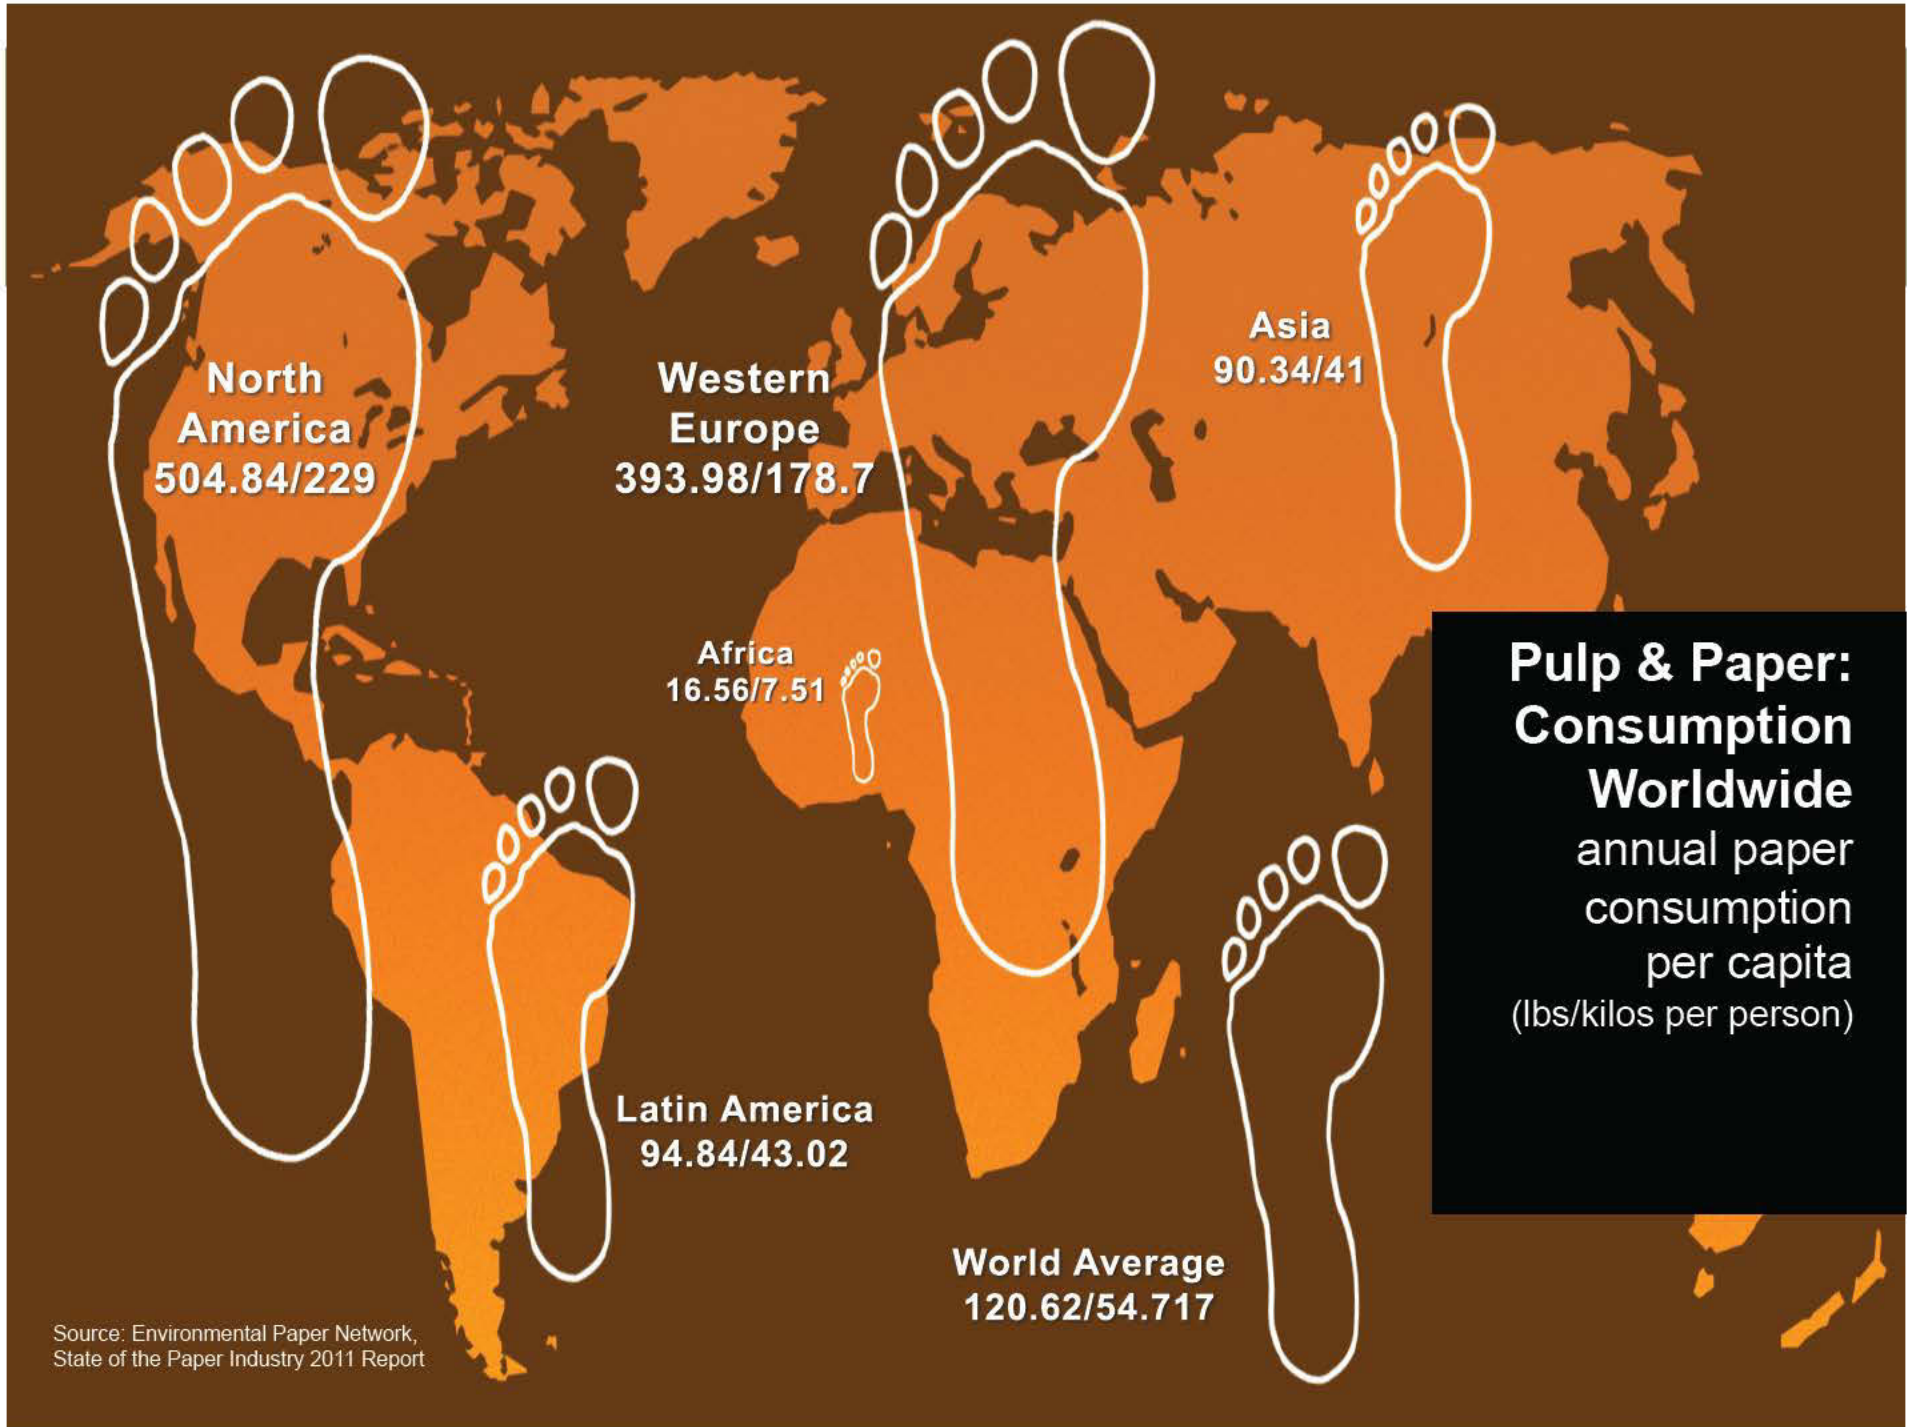 North
America
504.84/229
Western
Europe
393.98/178.7
Asia
90.34/41
Africa
16.56/7.51
Latin America
94.84/43.02
World Average
120.62/54.717
Pulp & Paper:
Consumption
Worldwide
annual paper
consumption
per capita
(lbs/kilos per person)
Source: Environmental Paper Network,
State of the Paper Industry 2011 Report